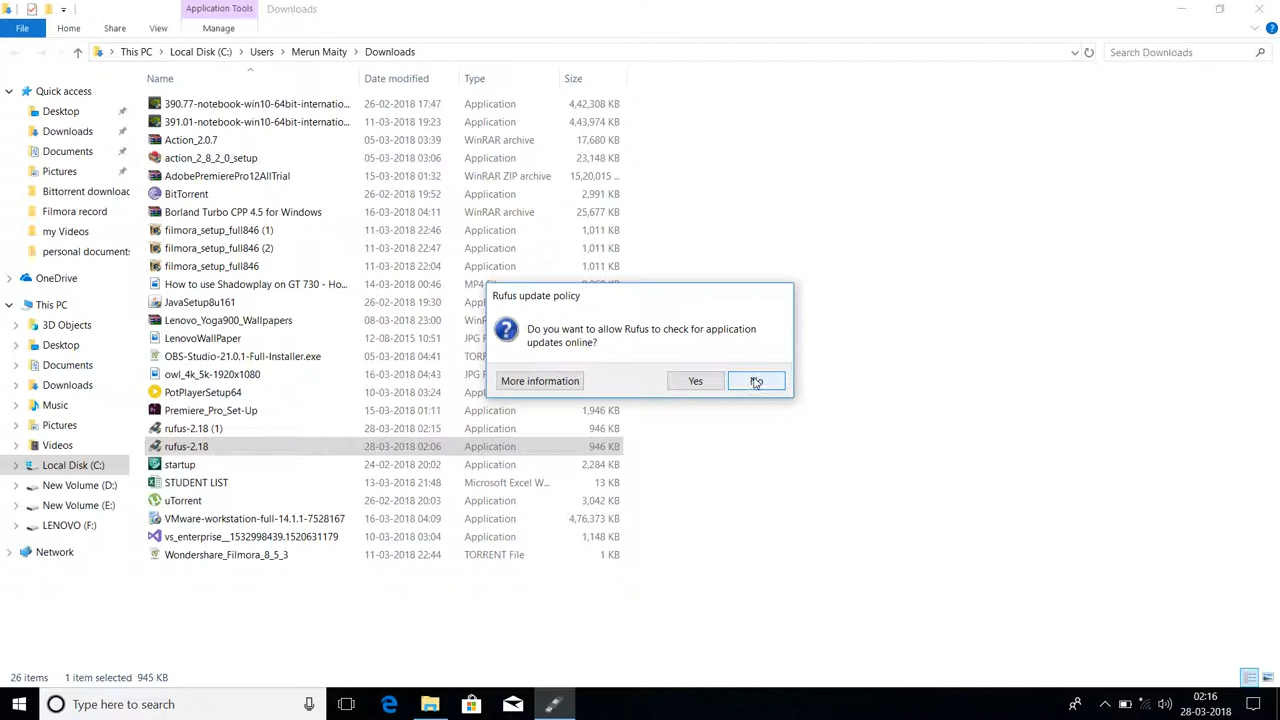 Application Tools
Downloads
File
Home
Share
View
Manage
This PC
Local Disk (C:)
Users
Merun Maity
Downloads
Search Downloads
Name
Date modified
Type
Size
Quick access
Desktop
Downloads
Documents
Pictures
Bittorrent downloac
Filmora record
my Videos
personal documents
OneDrive
This PC
3D Objects
Desktop
Documents
Downloads
Music
Pictures
Videos
Local Disk (C:)
New Volume (D:)
New Volume (E:)
LENOVO (F:)
Network
390.77-notebook-win10-64bit-internatio... 26-02-2018 17:47 Application 4,42,308 KB
391.01-notebook-win10-64bit-internatio... 11-03-2018 19:23 Application 4,43,974 KB
Action_2.0.7 05-03-2018 03:39 WinRAR archive 17,680 KB
action_2_8_2_0_setup 05-03-2018 03:06 Application 23,148 KB
AdobePremierePro12AllTrial 15-03-2018 01:32 WinRAR ZIP archive 15,20,015 ...
BitTorrent 26-02-2018 19:52 Application 2,991 KB
Borland Turbo CPP 4.5 for Windows 16-03-2018 04:11 WinRAR archive 25,677 KB
filmora_setup_full846 (1) 11-03-2018 22:46 Application 1,011 KB
filmora_setup_full846 (2) 11-03-2018 22:47 Application 1,011 KB
filmora_setup_full846 11-03-2018 22:04 Application 1,011 KB
How to use Shadowplay on GT 730 - Ho... 14-03-2018 00:46 MP4
JavaSetup8u161 26-02-2018 19:30
Lenovo_Yoga900_Wallpapers 08-03-2018 23:00
LenovoWallPaper 12-08-2015 10:51 JPG
OBS-Studio-21.0.1-Full-Installer.exe 05-03-2018 04:41
owl_4k_5k-1920x1080 04-03-2018 23:40 JPG
PotPlayerSetup64
Premiere_Pro_Set-Up 15-03-2018 01:11 Application 1,946 KB
rufus-2.18 (1) 28-03-2018 02:15 Application 946 KB
rufus-2.18 28-03-2018 02:06 Application 946 KB
startup 24-02-2018 20:02 Application 2,284 KB
STUDENT LIST 13-03-2018 21:48 Microsoft Excel W... 13 KB
uTorrent 26-02-2018 20:03 Application 3,042 KB
VMware-workstation-full-14.1.1-7528167 16-03-2018 04:09 Application 4,76,373 KB
vs_enterprise__1532998439.1520631179 10-03-2018 03:04 Application 1,148 KB
Wondershare_Filmora_8_5_3 11-03-2018 22:44 TORRENT File 1 KB
Rufus update policy
Do you want to allow Rufus to check for application
updates online?
More information
Yes
26 items
1 item selected 945 KB
Type here to search
02:16
28-03-2018